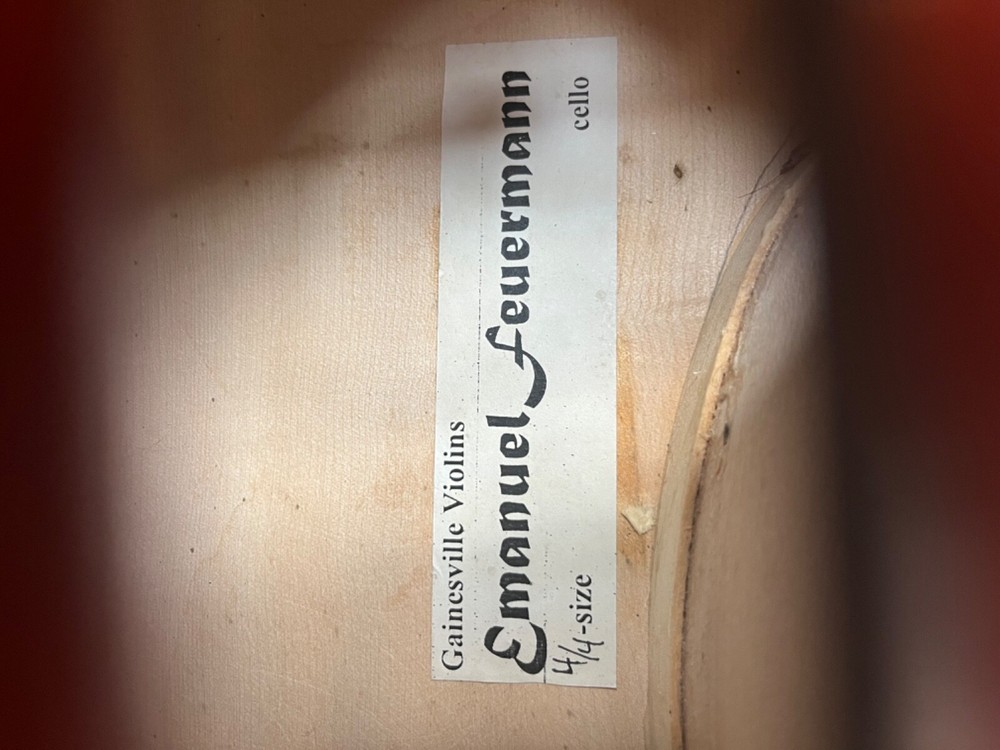 Gainesville Violins
Emanuel Feuermann
4/4-size cello